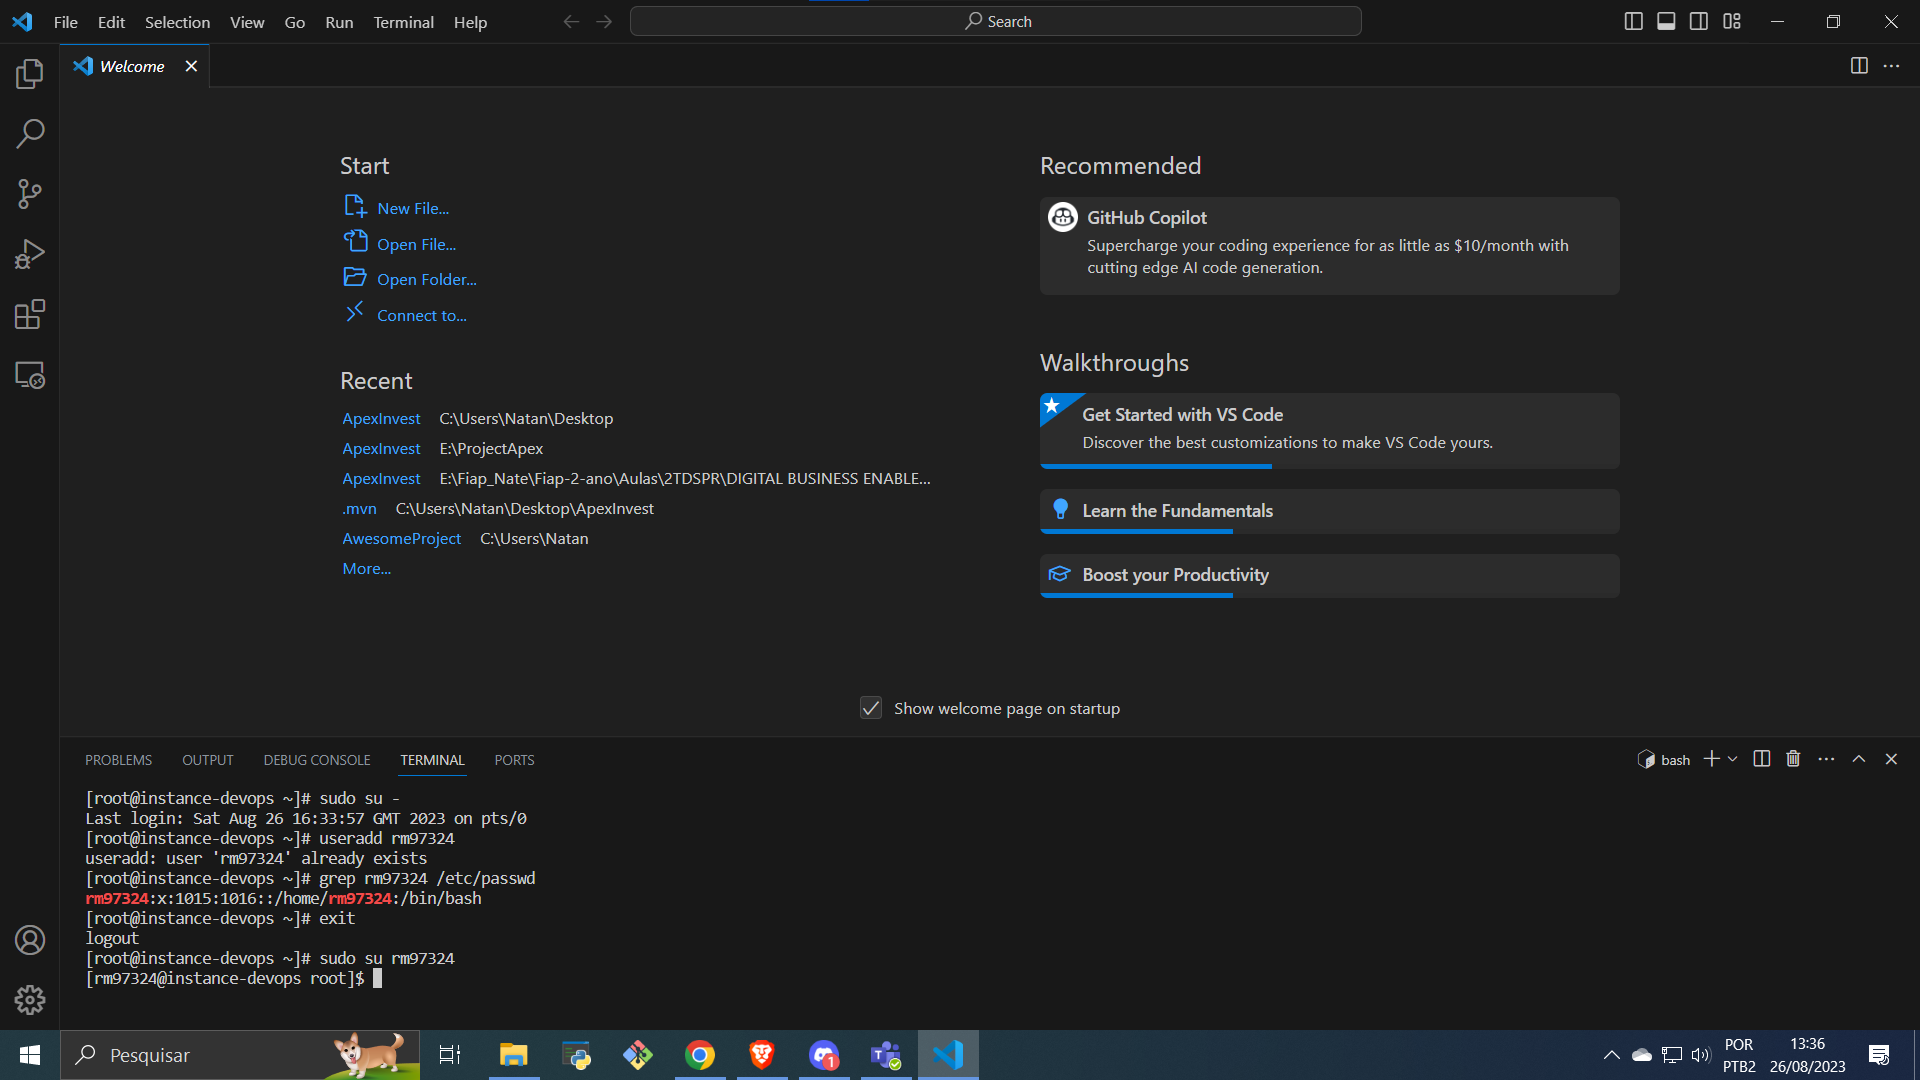 File Edit Selection View Go Run Terminal Help
Search
Welcome
Start
New File...
Open File...
Open Folder...
Connect to...
Recent
ApexInvest C:\Users\Natan\Desktop
ApexInvest E:\ProjectApex
ApexInvest E:\Fiap_Nate\Fiap-2-ano\Aulas\2TDSPR\DIGITAL BUSINESS ENABLE...
.mvn C:\Users\Natan\Desktop\ApexInvest
AwesomeProject C:\Users\Natan
More...
Recommended
GitHub Copilot
Supercharge your coding experience for as little as $10/month with
cutting edge AI code generation.
Walkthroughs
Get Started with VS Code
Discover the best customizations to make VS Code yours.
Learn the Fundamentals
Boost your Productivity
Show welcome page on startup
PROBLEMS OUTPUT DEBUG CONSOLE TERMINAL PORTS
bash
[root@instance-devops ~]# sudo su -
Last login: Sat Aug 26 16:33:57 GMT 2023 on pts/0
[root@instance-devops ~]# useradd rm97324
useradd: user 'rm97324' already exists
[root@instance-devops ~]# grep rm97324 /etc/passwd
rm97324:x:1015:1016::/home/rm97324:/bin/bash
[root@instance-devops ~]# exit
logout
[root@instance-devops ~]# sudo su rm97324
[rm97324@instance-devops root]$
Pesquisar
1
POR
PTB2
13:36
26/08/2023